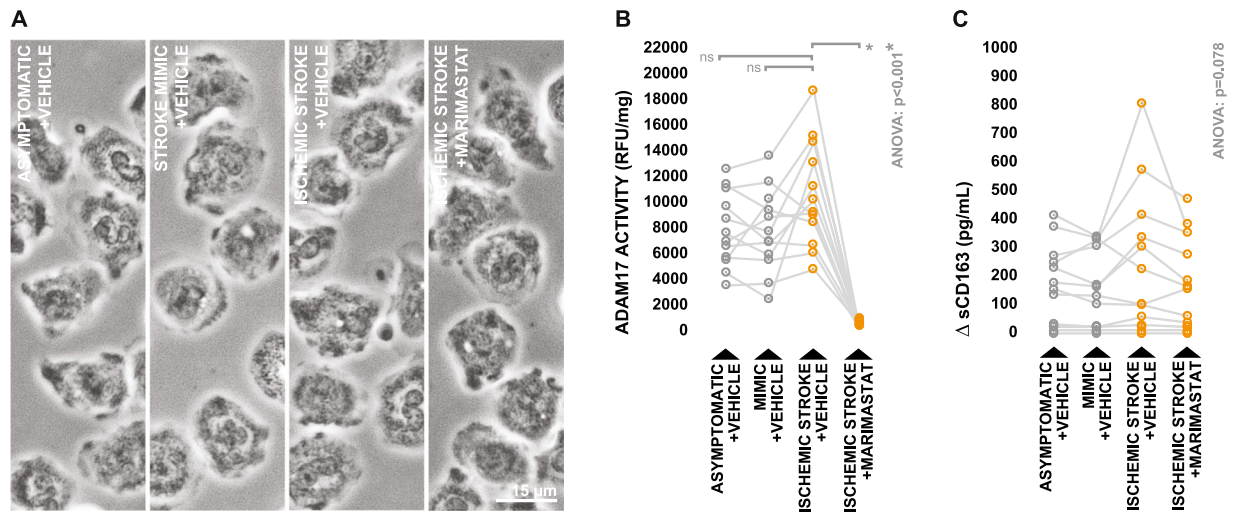 A
ASYMPTOMATIC
+VEHICLE
STROKE MIMIC
+VEHICLE
ISCHEMIC STROKE
+VEHICLE
ISCHEMIC STROKE
+MARIMASTAT
15 µm
B
ADAM17 ACTIVITY (RFU/mg)
22000
20000
18000
16000
14000
12000
10000
8000
6000
4000
2000
0
ns
ns
* *
ANOVA: p<0.001
ASYMPTOMATIC
+VEHICLE
MIMIC
+VEHICLE
ISCHEMIC STROKE
+VEHICLE
ISCHEMIC STROKE
+MARIMASTAT
C
Δ sCD163 (pg/mL)
1000
900
800
700
600
500
400
300
200
100
0
ANOVA: p=0.078
ASYMPTOMATIC
+VEHICLE
MIMIC
+VEHICLE
ISCHEMIC STROKE
+VEHICLE
ISCHEMIC STROKE
+MARIMASTAT